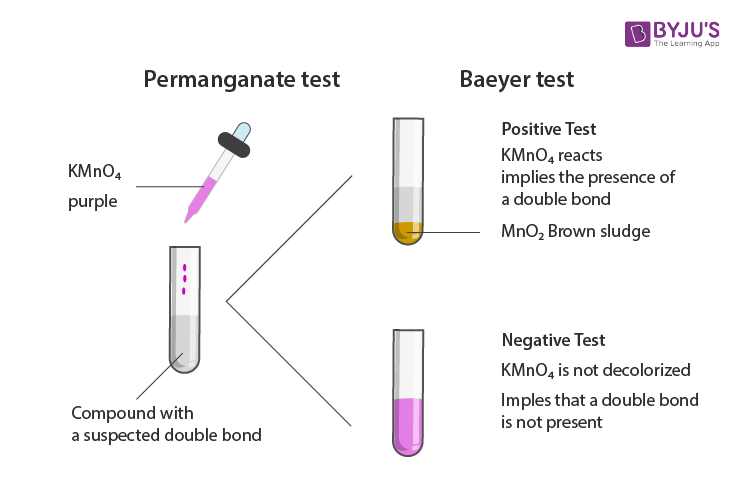 BYJU'S
The Learning App
Permanganate test
Baeyer test
KMnO₄
purple
Compound with
a suspected double bond
Positive Test
KMnO₄ reacts
implies the presence of
a double bond
MnO₂ Brown sludge
Negative Test
KMnO₄ is not decolorized
Imples that a double bond
is not present